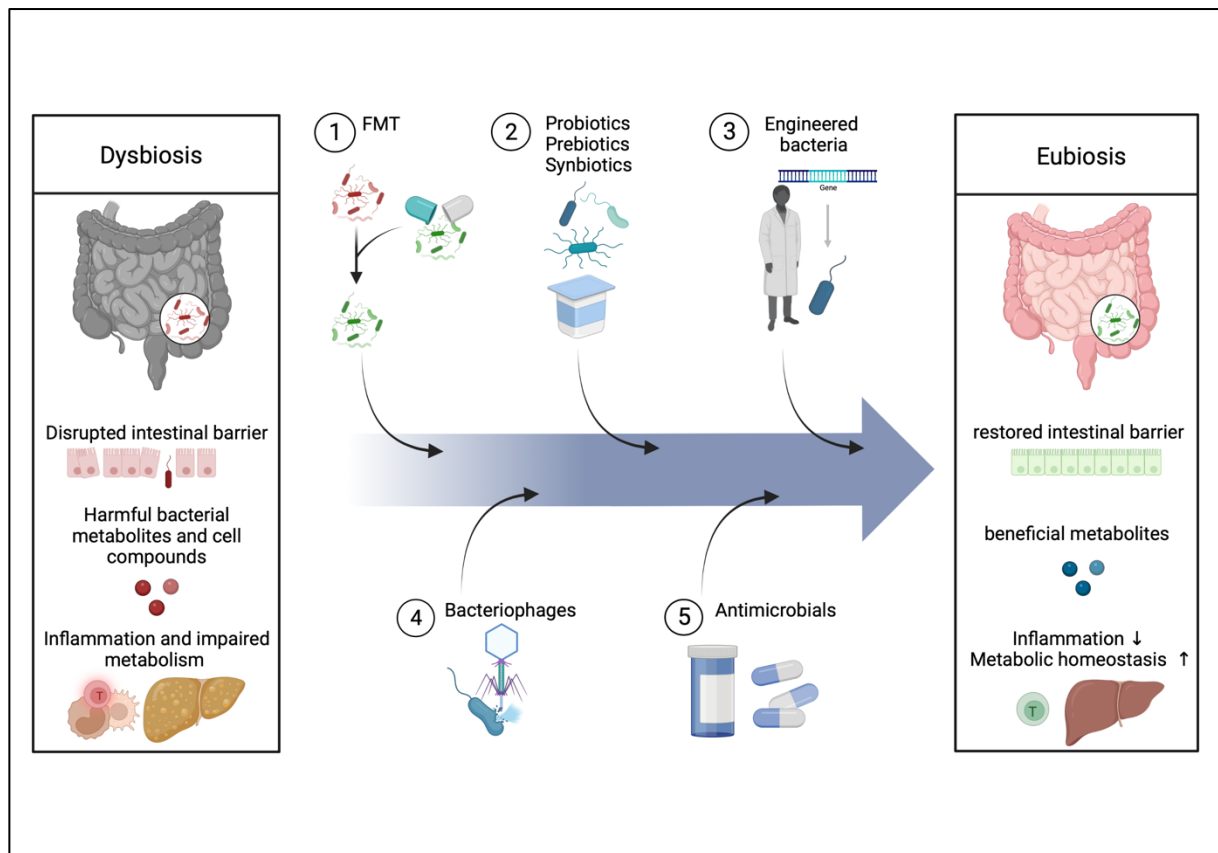 Dysbiosis
Disrupted intestinal barrier
Harmful bacterial
metabolites and cell
compounds
Inflammation and impaired
metabolism
T
1 FMT
2 Probiotics
Prebiotics
Synbiotics
3 Engineered
bacteria
Gene
4 Bacteriophages
5 Antimicrobials
Eubiosis
restored intestinal barrier
beneficial metabolites
Inflammation ↓
Metabolic homeostasis ↑
T